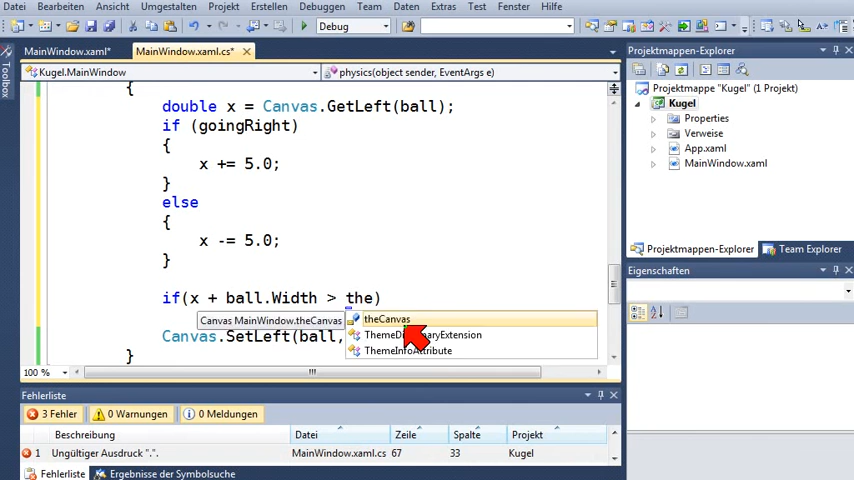 Datei Bearbeiten Ansicht Umgestalten Projekt Erstellen Debuggen Team Daten Extras Test Fenster Hilfe
Debug
MainWindow.xaml* MainWindow.xaml.cs*
Kugel.MainWindow physics(object sender, EventArgs e)
{
double x = Canvas.GetLeft(ball);
if (goingRight)
{
x += 5.0;
}
else
{
x -= 5.0;
}
if(x + ball.Width > the)
Canvas MainWindow.theCanvas theCanvas
Canvas.SetLeft(ball,
ThemeInfoAttribute
}
100 %
Toolbox
Projektmappen-Explorer
Projektmappe "Kugel" (1 Projekt)
Kugel
Properties
Verweise
App.xaml
MainWindow.xaml
Projektmappen-Explorer Team Explorer
Eigenschaften
Fehlerliste
3 Fehler 0 Warnungen 0 Meldungen
Beschreibung Datei Zeile Spalte Projekt
1 Ungültiger Ausdruck ".". MainWindow.xaml.cs 67 33 Kugel
Fehlerliste Ergebnisse der Symbolsuche